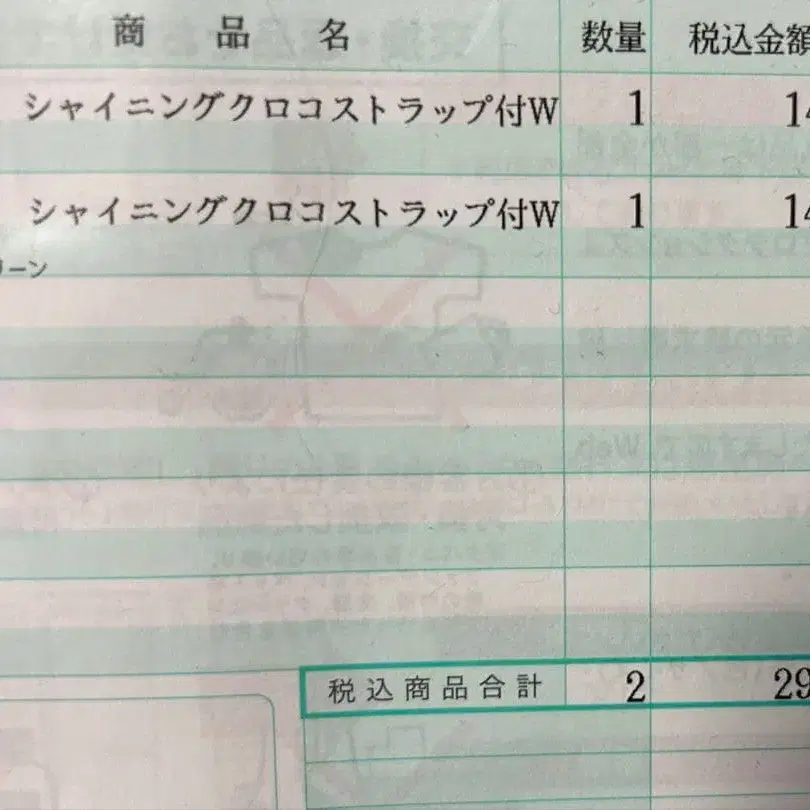 商品名 数量 税込金額
シャイニングクロコストラップ付W 1 14
シャイニングクロコストラップ付W 1 14
リーン
税込商品合計 2 29